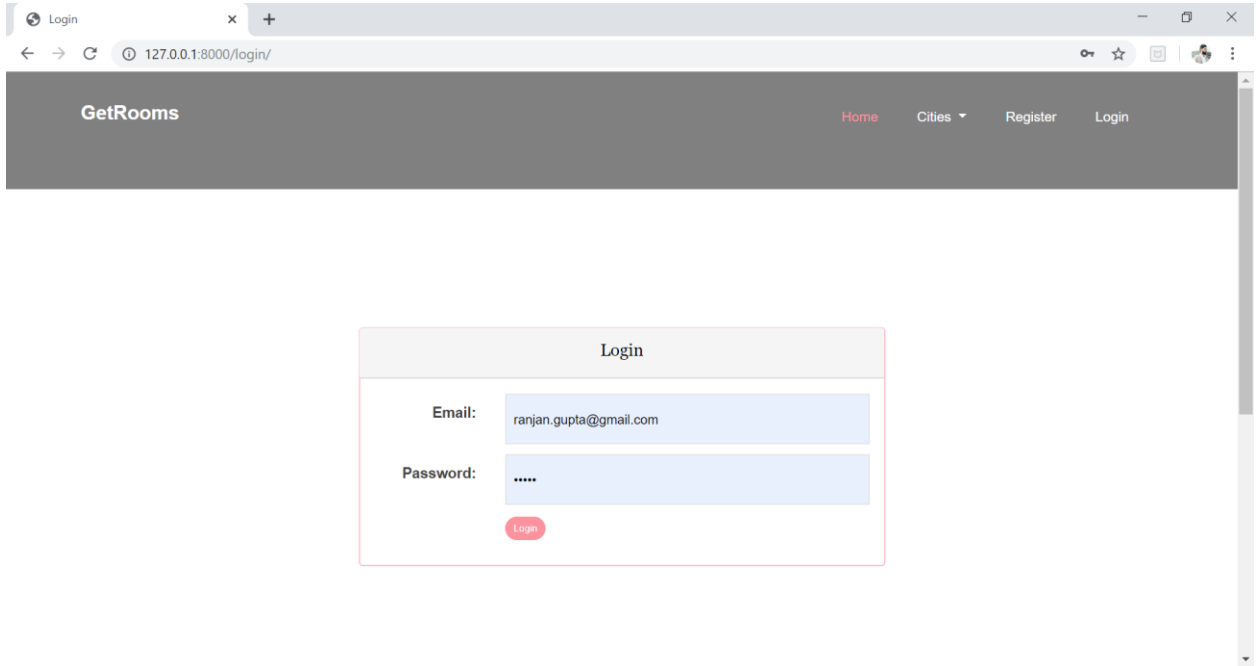 Login
127.0.0.1:8000/login/
GetRooms
Home Cities Register Login
Login
Email: ranjan.gupta@gmail.com
Password: •••••
Login